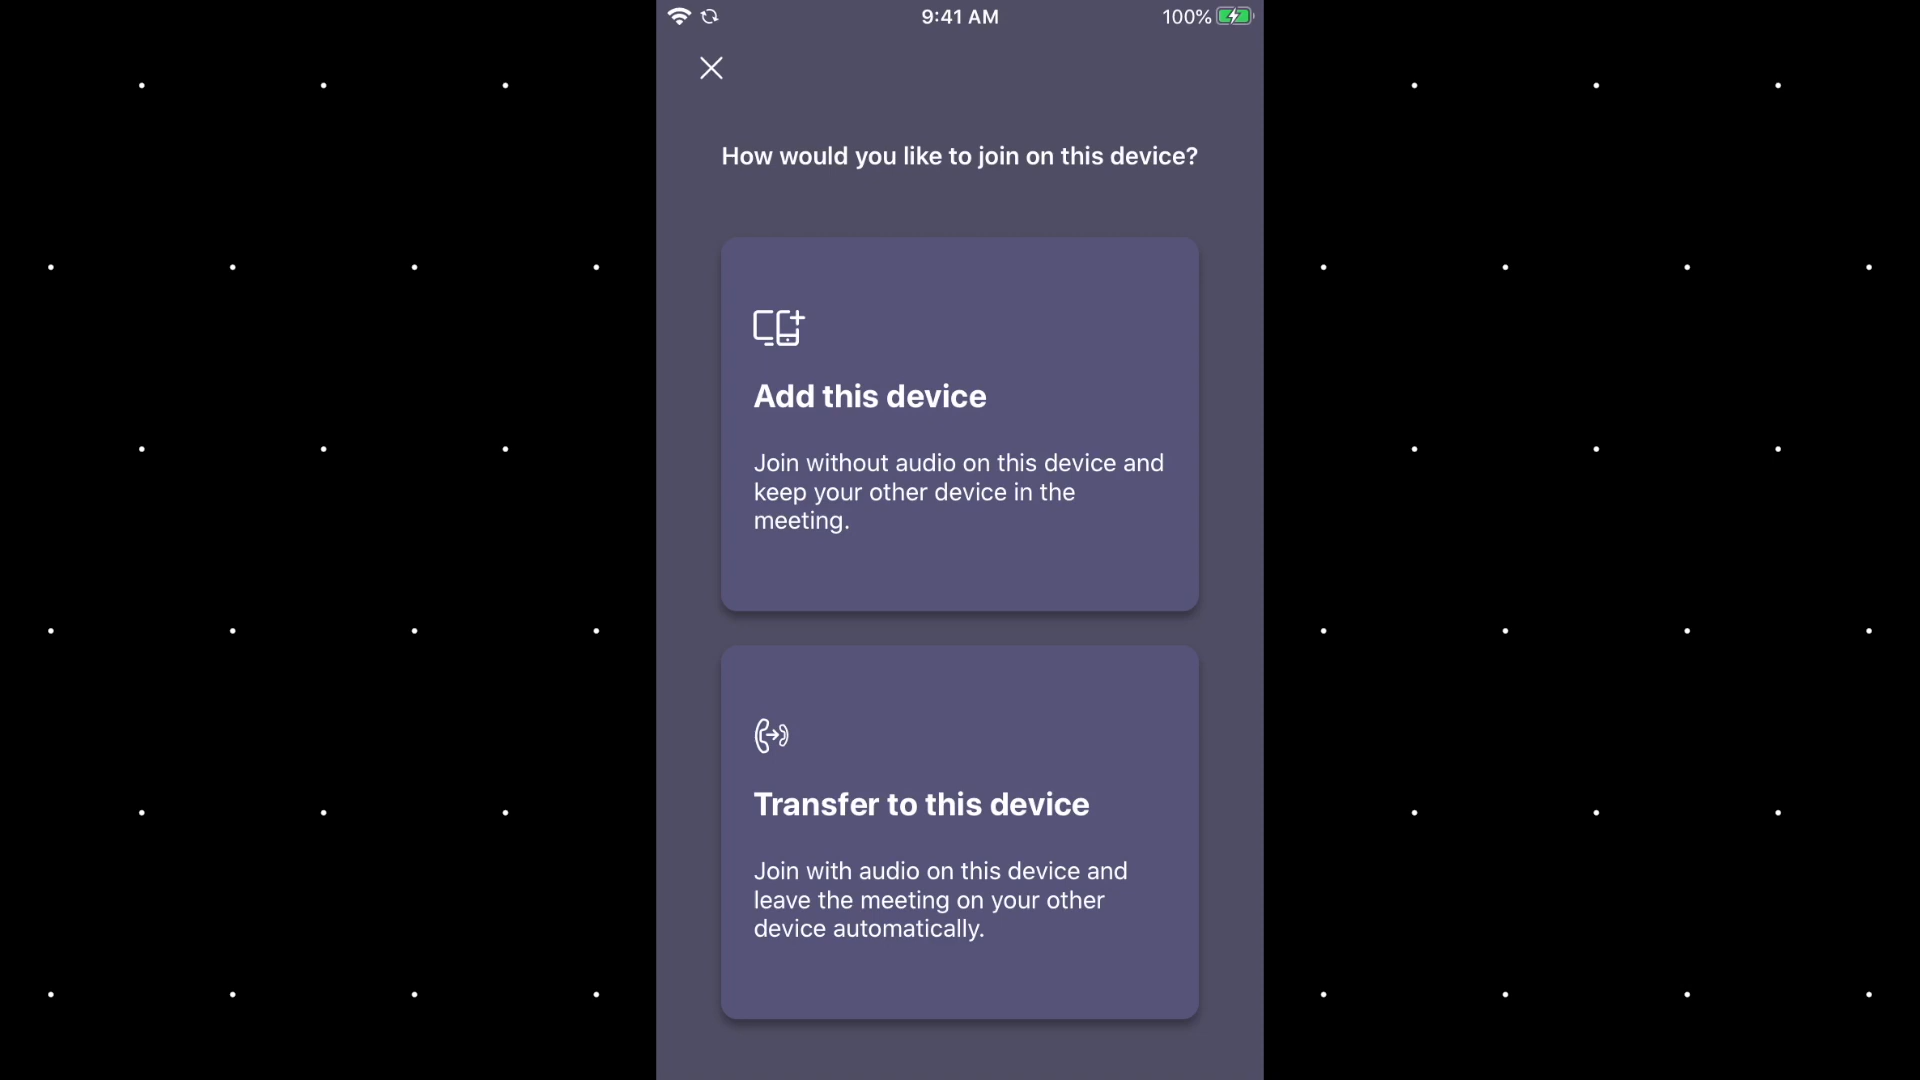 9:41 AM
100%
How would you like to join on this device?
Add this device
Join without audio on this device and
keep your other device in the
meeting.
Transfer to this device
Join with audio on this device and
leave the meeting on your other
device automatically.